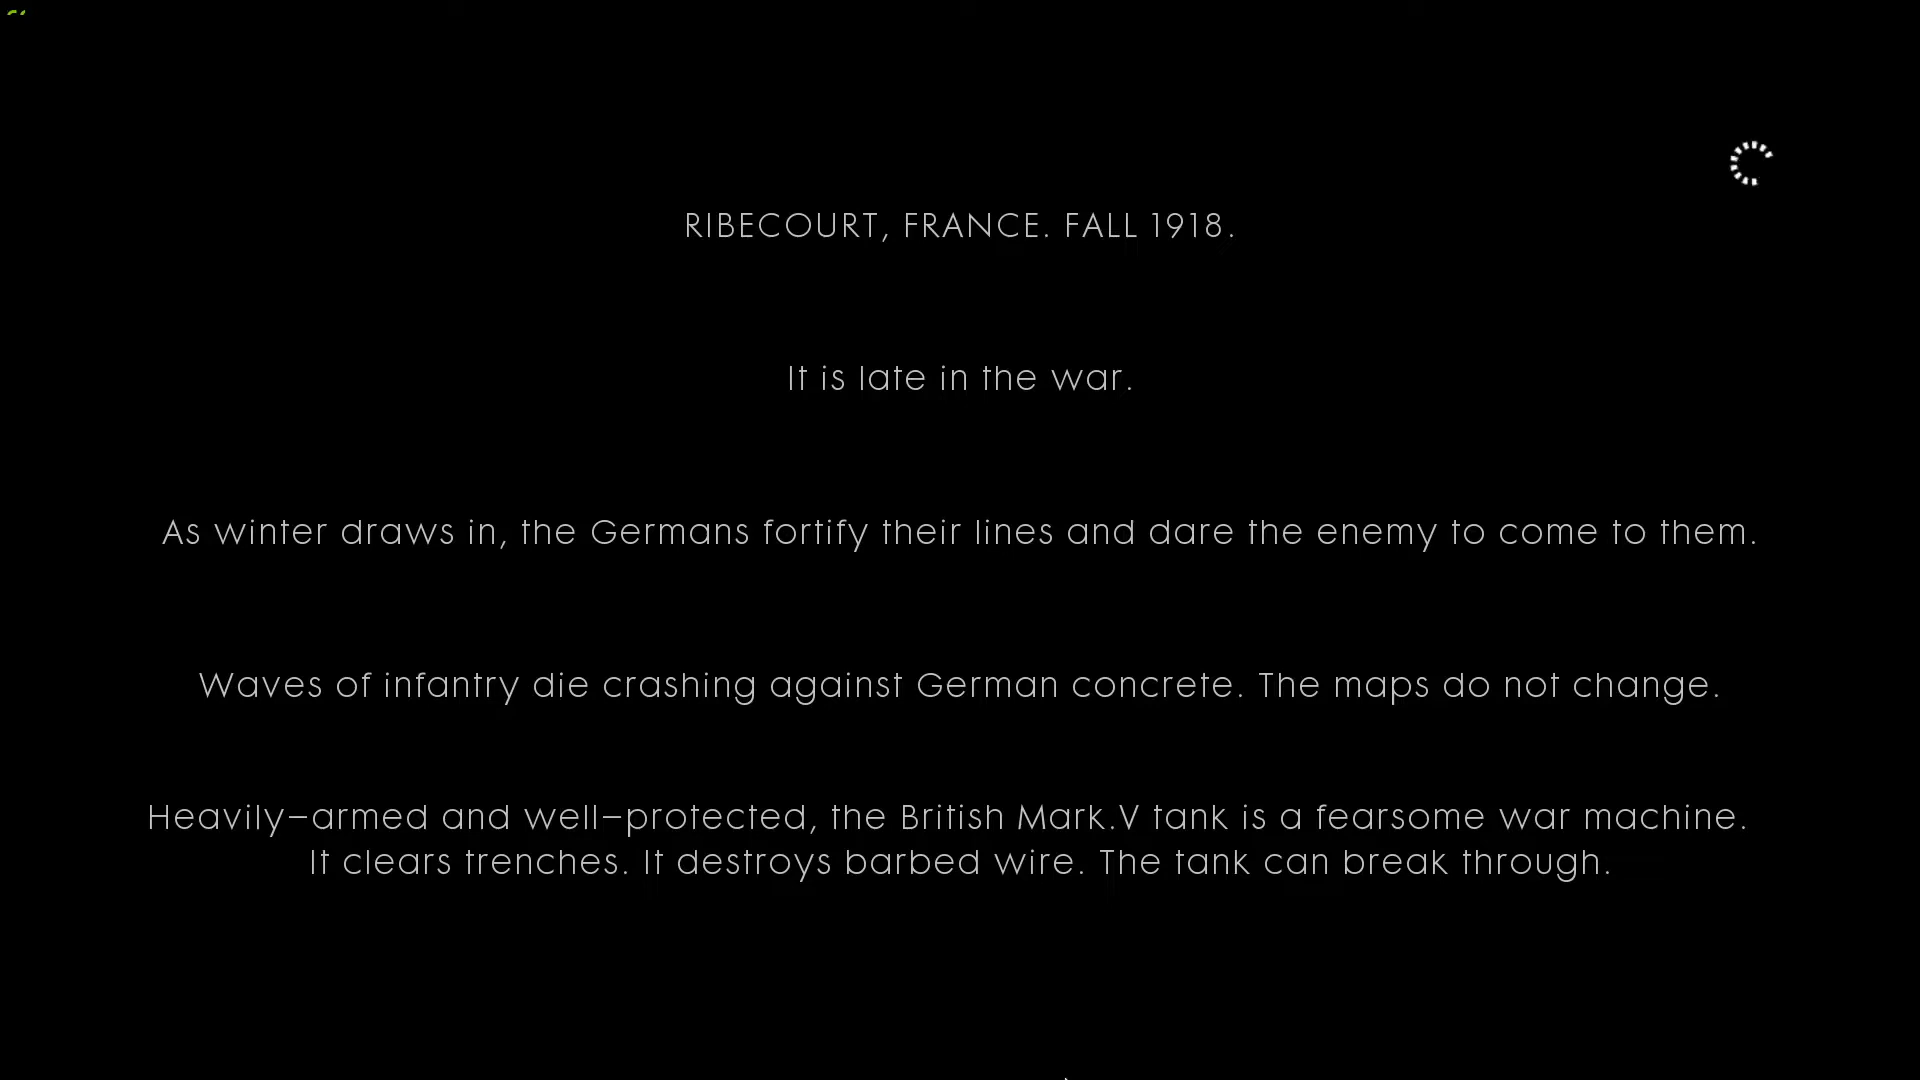 RIBECOURT, FRANCE. FALL 1918.
It is late in the war.
As winter draws in, the Germans fortify their lines and dare the enemy to come to them.
Waves of infantry die crashing against German concrete. The maps do not change.
Heavily-armed and well-protected, the British Mark.V tank is a fearsome war machine.
It clears trenches. It destroys barbed wire. The tank can break through.